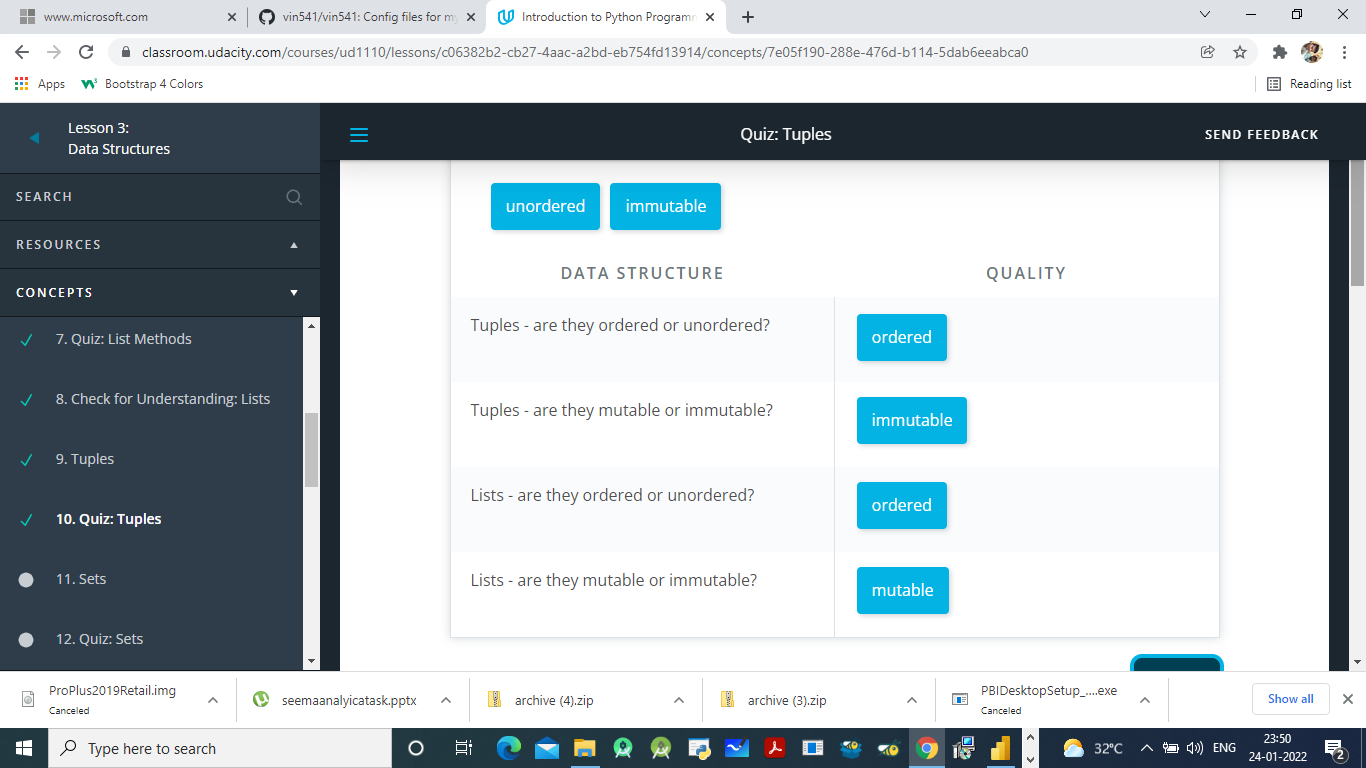 www.microsoft.com
vin541/vin541: Config files for my
Introduction to Python Programm
classroom.udacity.com/courses/ud1110/lessons/c06382b2-cb27-4aac-a2bd-eb754fd13914/concepts/7e05f190-288e-476d-b114-5dab6eeabca0
Apps
Bootstrap 4 Colors
Reading list
Lesson 3:
Data Structures
Quiz: Tuples
SEND FEEDBACK
SEARCH
RESOURCES
CONCEPTS
7. Quiz: List Methods
8. Check for Understanding: Lists
9. Tuples
10. Quiz: Tuples
11. Sets
12. Quiz: Sets
unordered
immutable
DATA STRUCTURE
QUALITY
Tuples - are they ordered or unordered?
ordered
Tuples - are they mutable or immutable?
immutable
Lists - are they ordered or unordered?
ordered
Lists - are they mutable or immutable?
mutable
ProPlus2019Retail.img
Canceled
seemaanalyicatask.pptx
archive (4).zip
archive (3).zip
PBIDesktopSetup_....exe
Canceled
Show all
Type here to search
32°C
ENG
23:50
24-01-2022
2